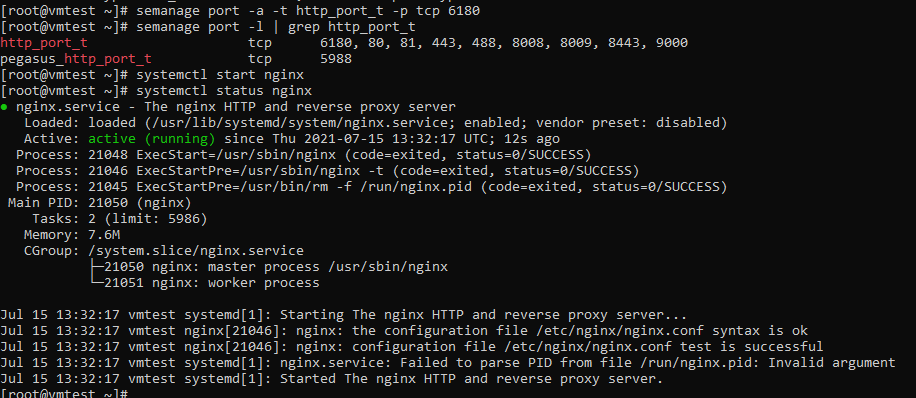 [root@vmtest ~]# semanage port -a -t http_port_t -p tcp 6180
[root@vmtest ~]# semanage port -l | grep http_port_t
http_port_t                    tcp      6180, 80, 81, 443, 488, 8008, 8009, 8443, 9000
pegasus_http_port_t            tcp      5988
[root@vmtest ~]# systemctl start nginx
[root@vmtest ~]# systemctl status nginx
● nginx.service - The nginx HTTP and reverse proxy server
   Loaded: loaded (/usr/lib/systemd/system/nginx.service; enabled; vendor preset: disabled)
   Active: active (running) since Thu 2021-07-15 13:32:17 UTC; 12s ago
  Process: 21048 ExecStart=/usr/sbin/nginx (code=exited, status=0/SUCCESS)
  Process: 21046 ExecStartPre=/usr/sbin/nginx -t (code=exited, status=0/SUCCESS)
  Process: 21045 ExecStartPre=/usr/bin/rm -f /run/nginx.pid (code=exited, status=0/SUCCESS)
 Main PID: 21050 (nginx)
    Tasks: 2 (limit: 5986)
   Memory: 7.6M
   CGroup: /system.slice/nginx.service
           ├─21050 nginx: master process /usr/sbin/nginx
           └─21051 nginx: worker process
Jul 15 13:32:17 vmtest systemd[1]: Starting The nginx HTTP and reverse proxy server...
Jul 15 13:32:17 vmtest nginx[21046]: nginx: the configuration file /etc/nginx/nginx.conf syntax is ok
Jul 15 13:32:17 vmtest nginx[21046]: nginx: configuration file /etc/nginx/nginx.conf test is successful
Jul 15 13:32:17 vmtest systemd[1]: nginx.service: Failed to parse PID from file /run/nginx.pid: Invalid argument
Jul 15 13:32:17 vmtest systemd[1]: Started The nginx HTTP and reverse proxy server.
[root@vmtest ~]#